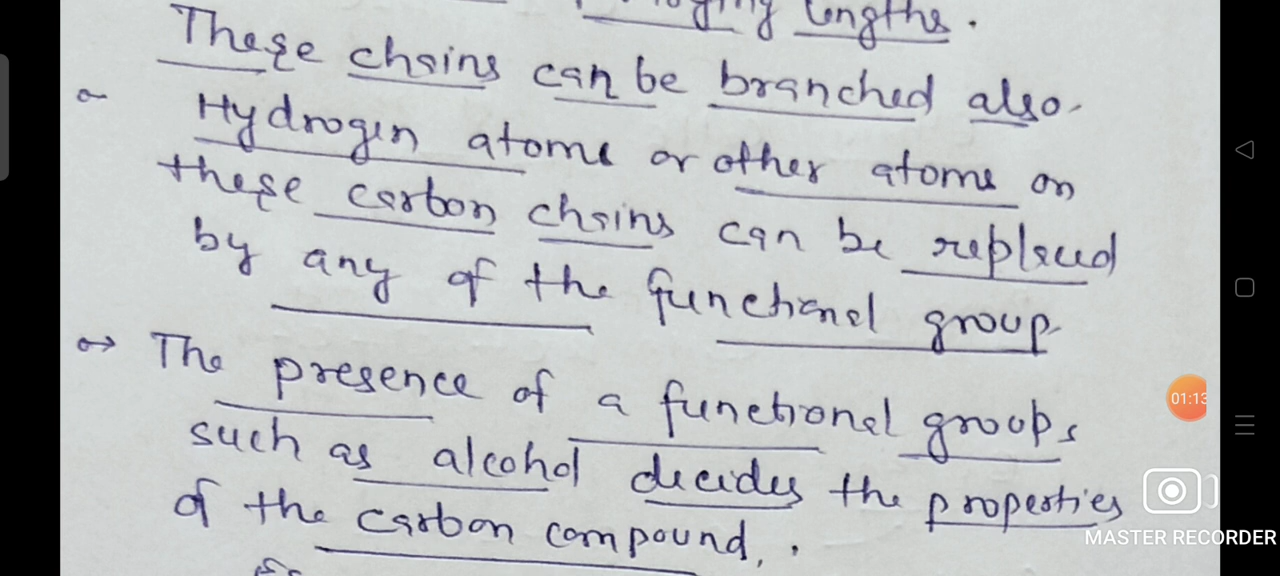 lengths.
These chains can be branched also.
Hydrogen atoms or other atoms on
these carbon chains can be replaced
by any of the functional group.
The presence of a functional groups
such as alcohol decides the properties
of the carbon compound.
01:13
MASTER RECORDER